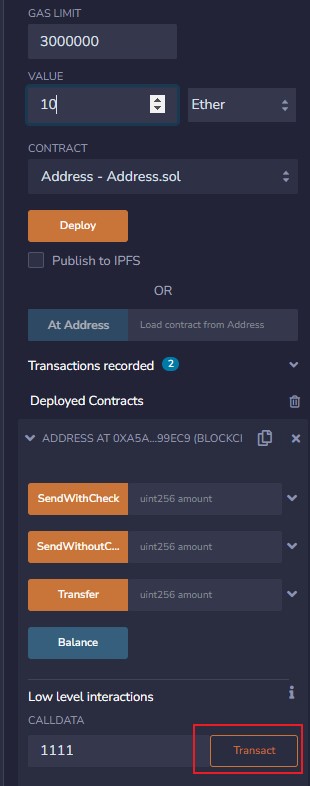 GAS LIMIT
3000000
VALUE
10
Ether
CONTRACT
Address - Address.sol
Deploy
Publish to IPFS
OR
At Address
Load contract from Address
Transactions recorded 2
Deployed Contracts
ADDRESS AT 0XA5A...99EC9 (BLOCKCI
SendWithCheck
uint256 amount
SendWithoutC...
uint256 amount
Transfer
uint256 amount
Balance
Low level interactions
i
CALLDATA
1111
Transact